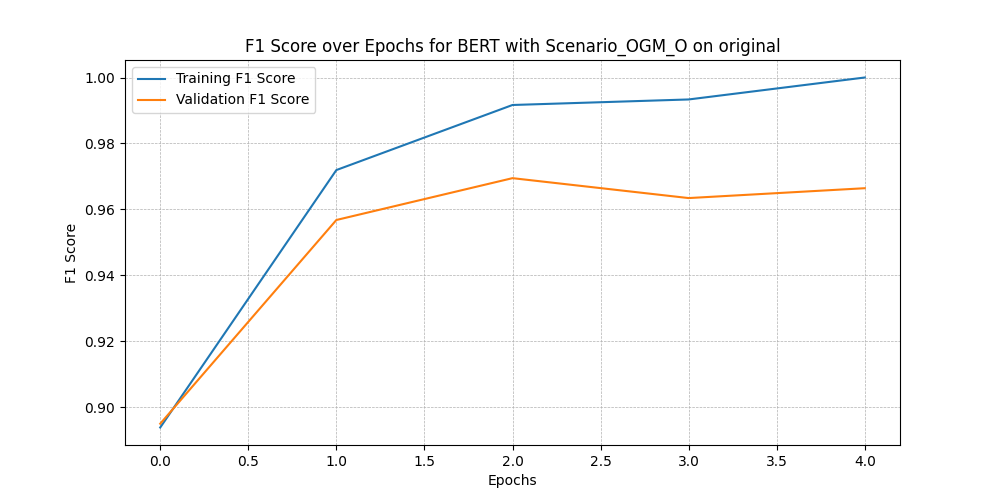 F1 Score over Epochs for BERT with Scenario_OGM_O on original
Training F1 Score
Validation F1 Score
F1 Score
1.00
0.98
0.96
0.94
0.92
0.90
0.0 0.5 1.0 1.5 2.0 2.5 3.0 3.5 4.0
Epochs